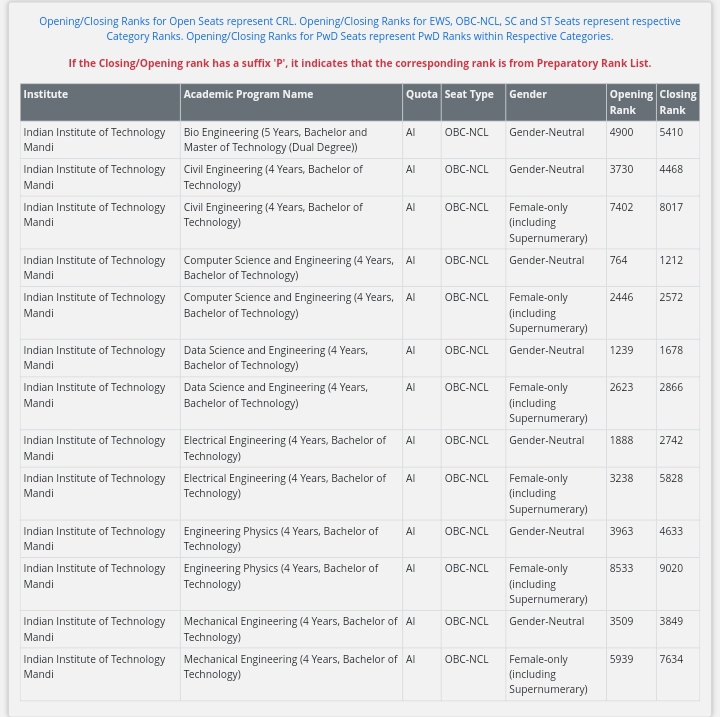 Opening/Closing Ranks for Open Seats represent CRL. Opening/Closing Ranks for EWS, OBC-NCL, SC and ST Seats represent respective
Category Ranks. Opening/Closing Ranks for PwD Seats represent PwD Ranks within Respective Categories.
If the Closing/Opening rank has a suffix 'P', it indicates that the corresponding rank is from Preparatory Rank List.
Institute Academic Program Name Quota Seat Type Gender Opening Closing
Rank Rank
Indian Institute of Technology Bio Engineering (5 Years, Bachelor and AI OBC-NCL Gender-Neutral 4900 5410
Mandi Master of Technology (Dual Degree))
Indian Institute of Technology Civil Engineering (4 Years, Bachelor of AI OBC-NCL Gender-Neutral 3730 4468
Mandi Technology)
Indian Institute of Technology Civil Engineering (4 Years, Bachelor of AI OBC-NCL Female-only 7402 8017
Mandi Technology) (including
Supernumerary)
Indian Institute of Technology Computer Science and Engineering (4 Years, AI OBC-NCL Gender-Neutral 764 1212
Mandi Bachelor of Technology)
Indian Institute of Technology Computer Science and Engineering (4 Years, AI OBC-NCL Female-only 2446 2572
Mandi Bachelor of Technology) (including
Supernumerary)
Indian Institute of Technology Data Science and Engineering (4 Years, AI OBC-NCL Gender-Neutral 1239 1678
Mandi Bachelor of Technology)
Indian Institute of Technology Data Science and Engineering (4 Years, AI OBC-NCL Female-only 2623 2866
Mandi Bachelor of Technology) (including
Supernumerary)
Indian Institute of Technology Electrical Engineering (4 Years, Bachelor of AI OBC-NCL Gender-Neutral 1888 2742
Mandi Technology)
Indian Institute of Technology Electrical Engineering (4 Years, Bachelor of AI OBC-NCL Female-only 3238 5828
Mandi Technology) (including
Supernumerary)
Indian Institute of Technology Engineering Physics (4 Years, Bachelor of AI OBC-NCL Gender-Neutral 3963 4633
Mandi Technology)
Indian Institute of Technology Engineering Physics (4 Years, Bachelor of AI OBC-NCL Female-only 8533 9020
Mandi Technology) (including
Supernumerary)
Indian Institute of Technology Mechanical Engineering (4 Years, Bachelor of AI OBC-NCL Gender-Neutral 3509 3849
Mandi Technology)
Indian Institute of Technology Mechanical Engineering (4 Years, Bachelor of AI OBC-NCL Female-only 5939 7634
Mandi Technology) (including
Supernumerary)